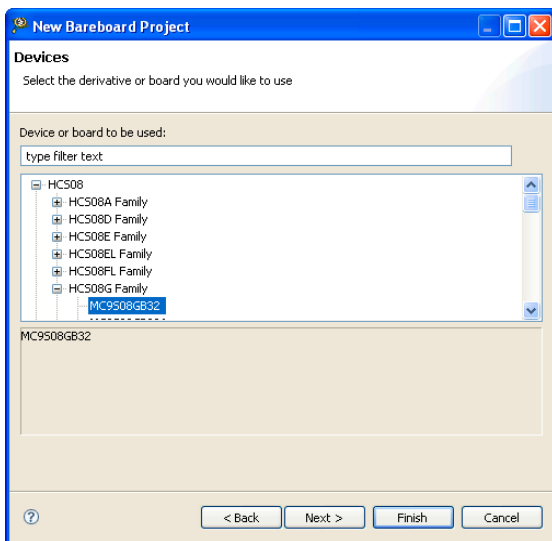 New Bareboard Project
Devices
Select the derivative or board you would like to use
Device or board to be used:
type filter text
HCS08
HCS08A Family
HCS08D Family
HCS08E Family
HCS08EL Family
HCS08FL Family
HCS08G Family
MC9S08GB32
MC9S08GB32
< Back Next > Finish Cancel